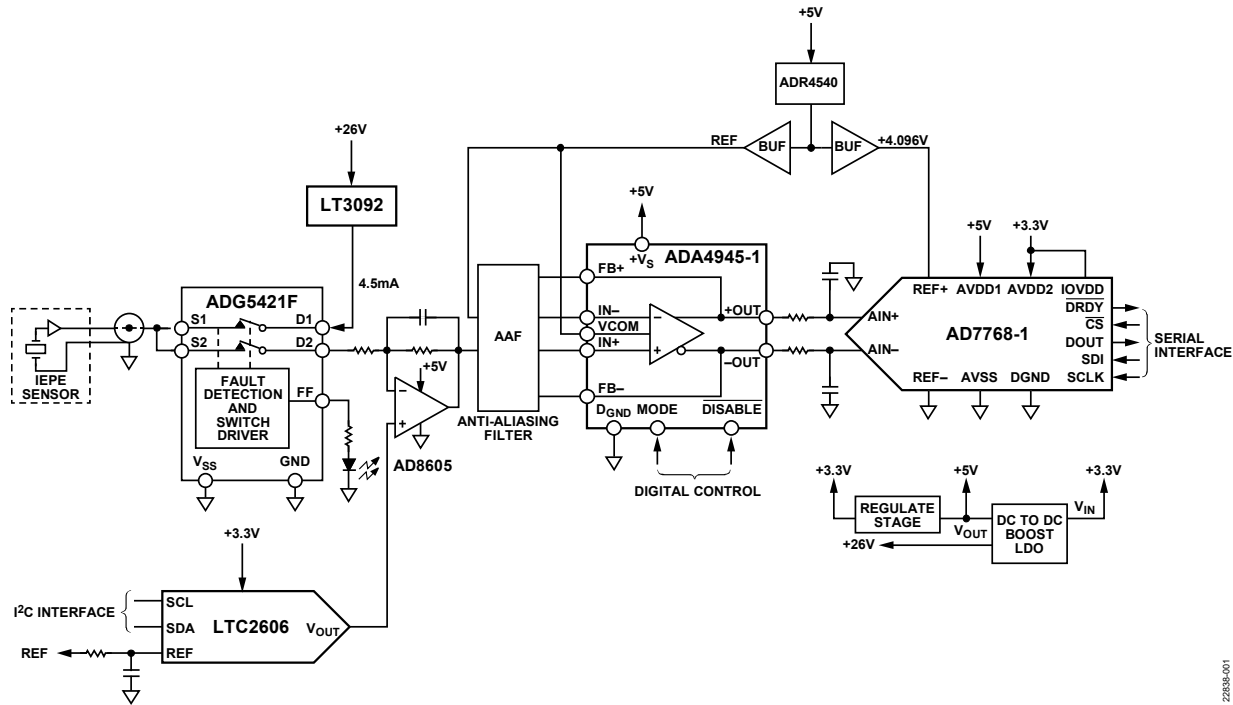 +5V
ADR4540
REF
BUF
BUF
+4.096V
+26V
LT3092
4.5mA
+5V
+VS
ADA4945-1
FB+
IN–
VCOM
IN+
FB–
+OUT
–OUT
DGND
MODE
DISABLE
DIGITAL CONTROL
AAF
ANTI-ALIASING
FILTER
+5V
+3.3V
REF+
AVDD1
AVDD2
IOVDD
DRDY
CS
DOUT
SDI
SCLK
SERIAL
INTERFACE
AIN+
AIN–
AD7768-1
REF–
AVSS
DGND
IEPE
SENSOR
ADG5421F
S1
D1
S2
D2
FAULT
DETECTION
AND
SWITCH
DRIVER
FF
VSS
GND
+5V
–
+
AD8605
–
+
+3.3V
I2C INTERFACE
SCL
SDA
REF
REF
LTC2606
VOUT
+3.3V
+5V
+3.3V
REGULATE
STAGE
VOUT
DC TO DC
BOOST
LDO
VIN
+26V
22838-001